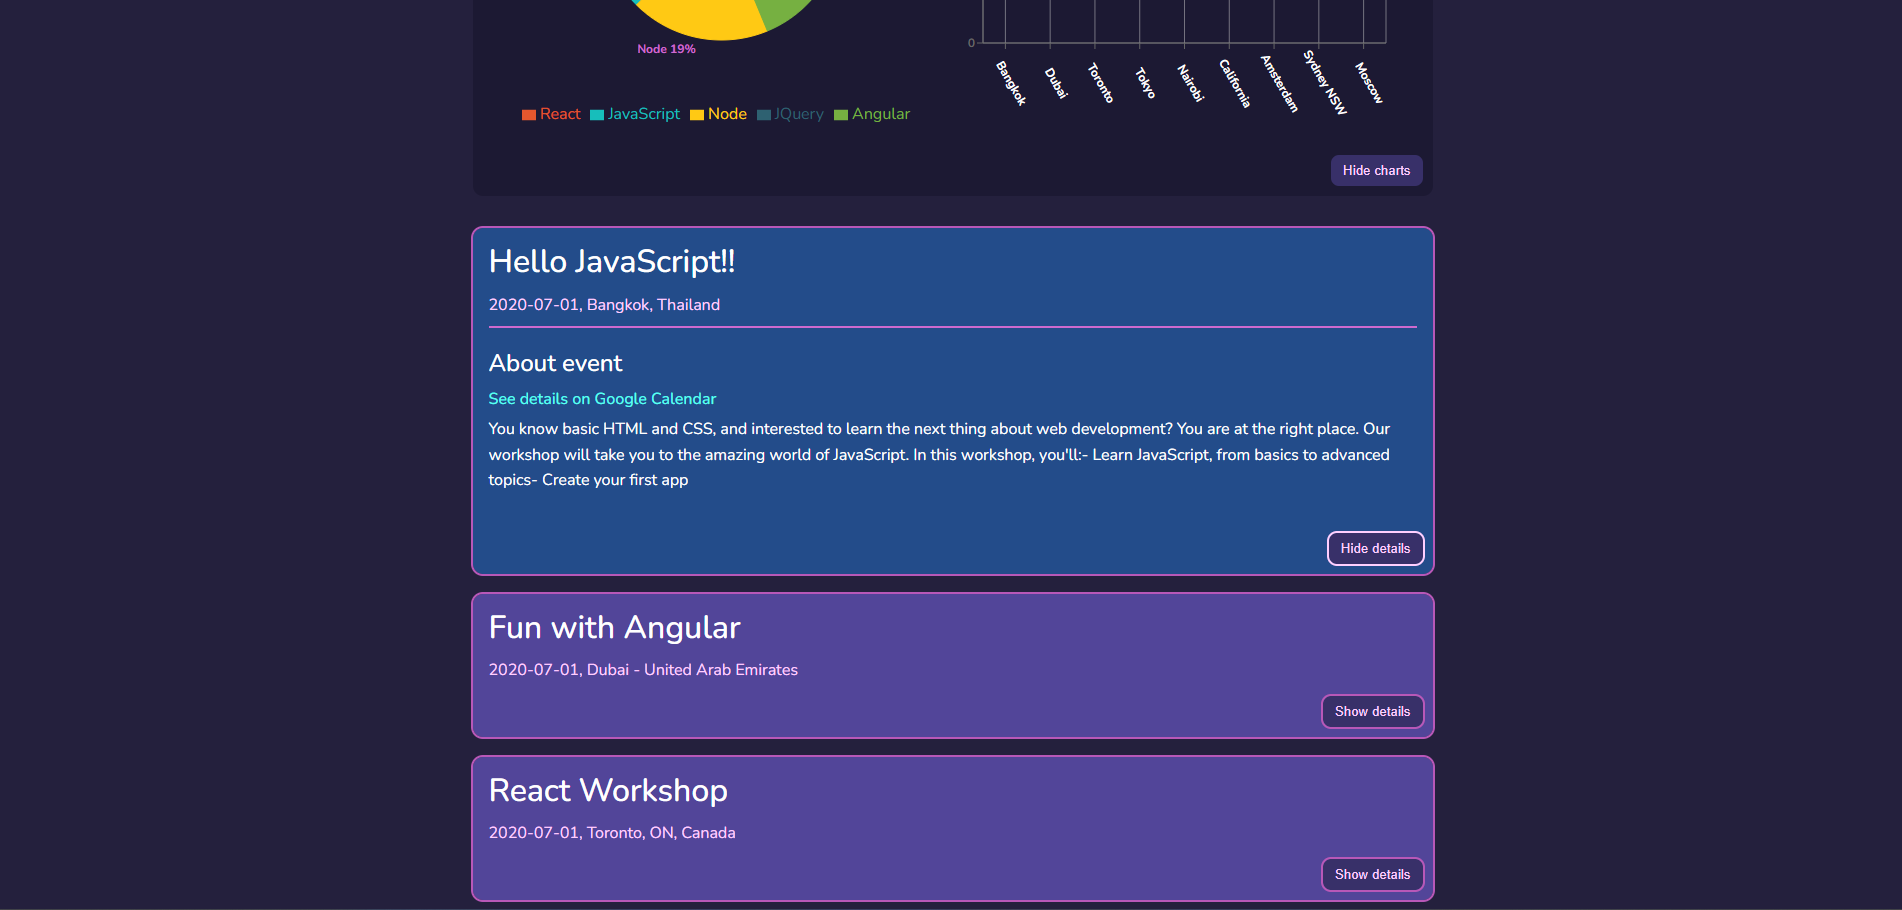 Node 19%
0
Bangkok
Dubai
Toronto
Tokyo
Nairobi
California
Amsterdam
Sydney NSW
Moscow
React JavaScript Node JQuery Angular
Hide charts
Hello JavaScript!!
2020-07-01, Bangkok, Thailand
About event
See details on Google Calendar
You know basic HTML and CSS, and interested to learn the next thing about web development? You are at the right place. Our
workshop will take you to the amazing world of JavaScript. In this workshop, you'll:- Learn JavaScript, from basics to advanced
topics- Create your first app
Hide details
Fun with Angular
2020-07-01, Dubai - United Arab Emirates
Show details
React Workshop
2020-07-01, Toronto, ON, Canada
Show details